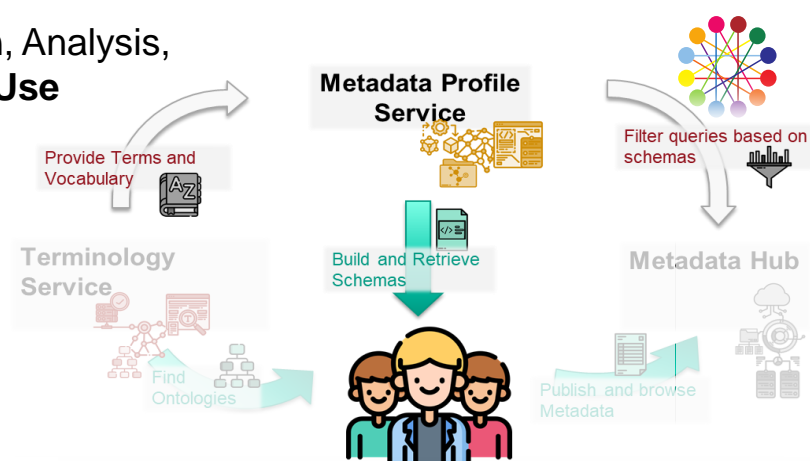 , Analysis,
Use
Metadata Profile
Service
Provide Terms and
Vocabulary
AZ
Filter queries based on
schemas
Terminology
Service
Build and Retrieve
Schemas
Metadata Hub
Find
Ontologies
Publish and browse
Metadata